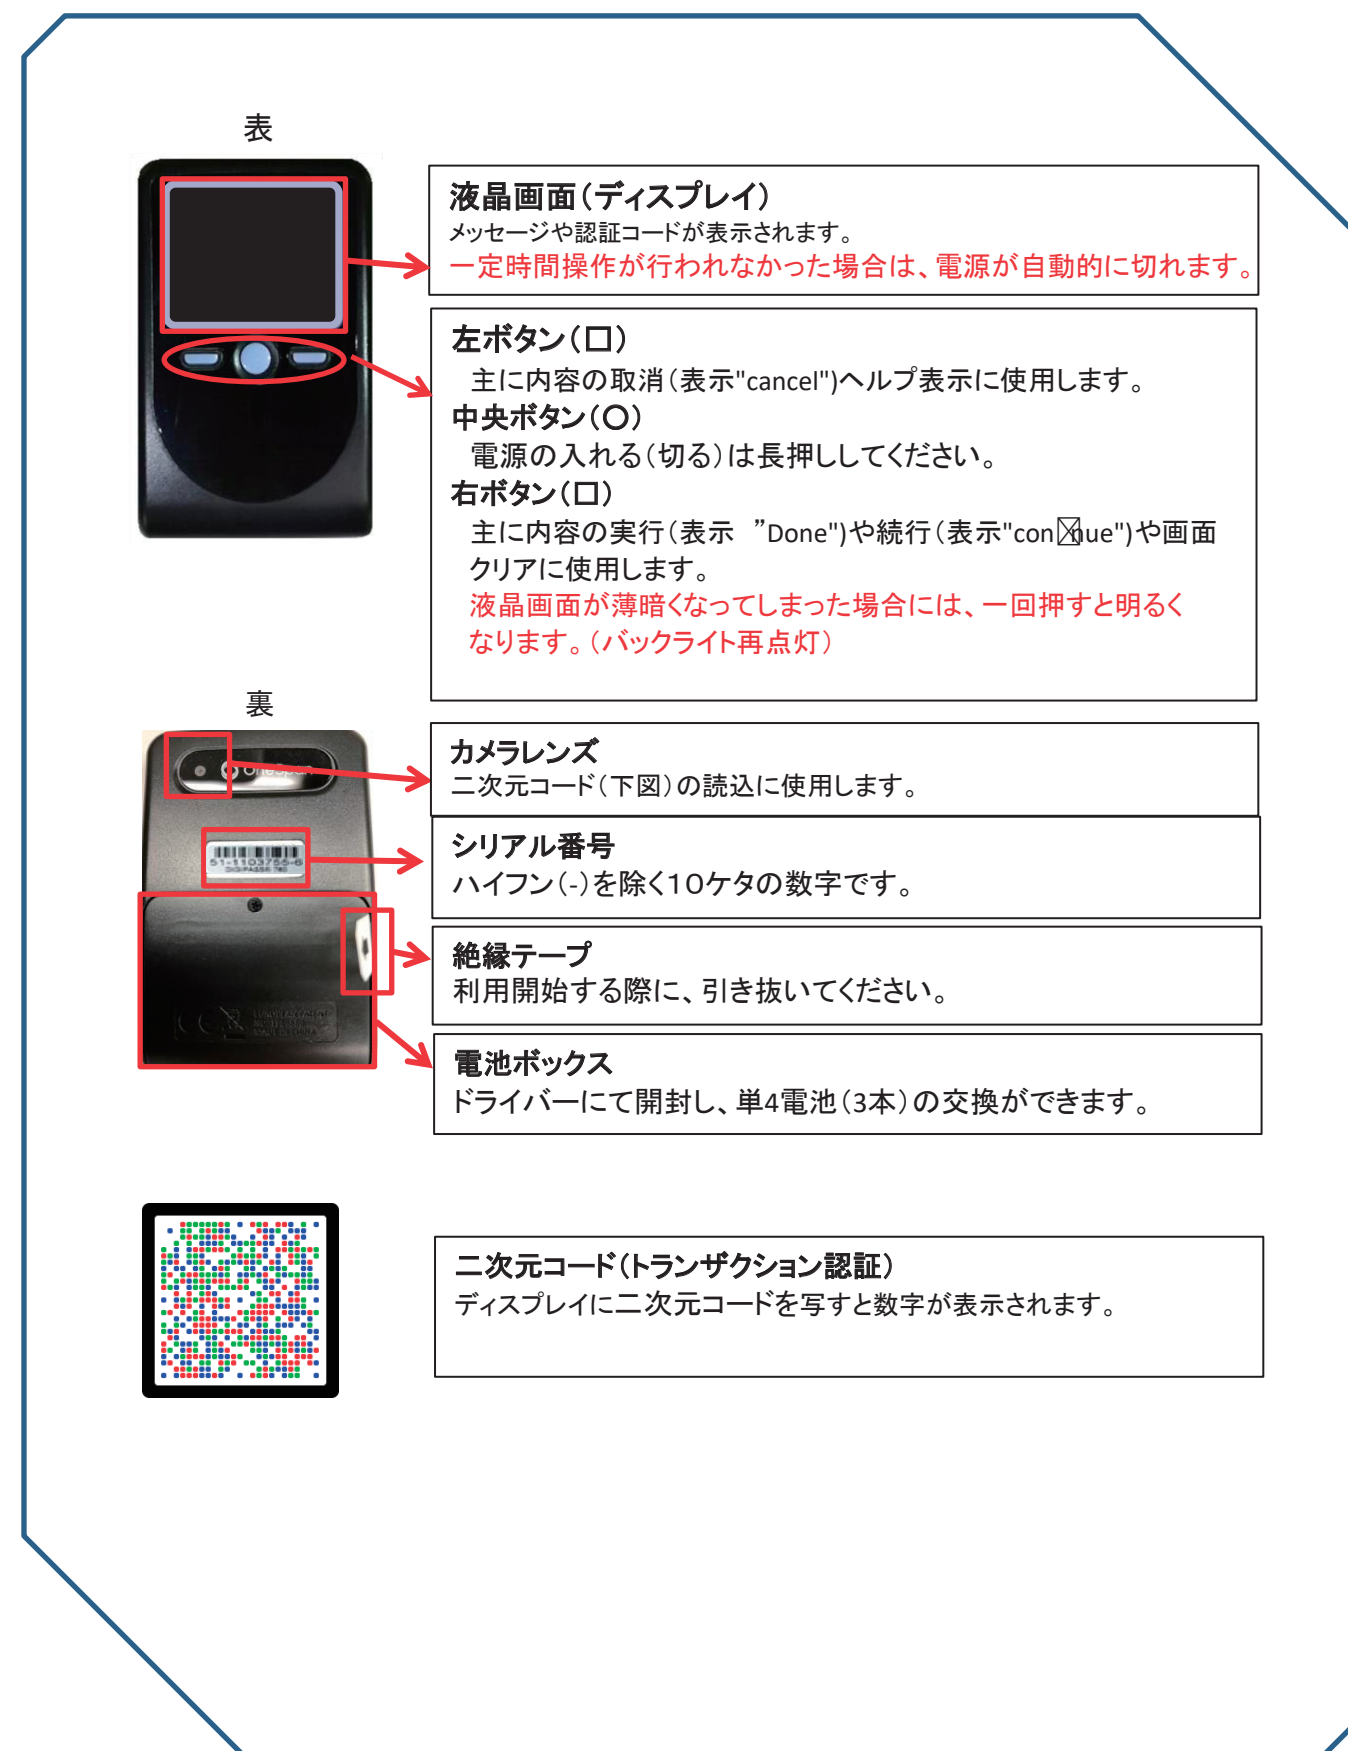 表
液晶画面（ディスプレイ）
メッセージや認証コードが表示されます。
一定時間操作が行われなかった場合は、電源が自動的に切れます。
左ボタン（□）
主に内容の取消（表示"cancel")ヘルプ表示に使用します。
中央ボタン（○）
電源の入れる（切る）は長押ししてください。
右ボタン（□）
主に内容の実行（表示 ”Done")や続行（表示"con☒nue")や画面
クリアに使用します。
液晶画面が薄暗くなってしまった場合には、一回押すと明るく
なります。（バックライト再点灯）
裏
OneSpan
カメラレンズ
二次元コード（下図）の読込に使用します。
51-1103755-6
DIGIPASS 780
シリアル番号
ハイフン（-）を除く１０ケタの数字です。
絶縁テープ
利用開始する際に、引き抜いてください。
電池ボックス
ドライバーにて開封し、単4電池（3本）の交換ができます。
二次元コード（トランザクション認証）
ディスプレイに二次元コードを写すと数字が表示されます。